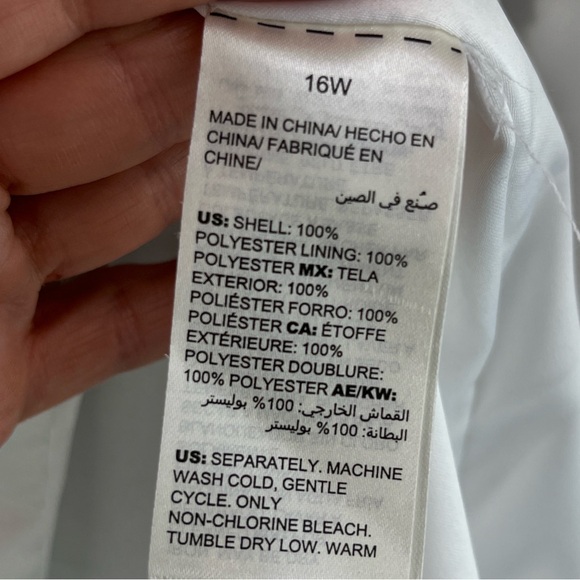 16W
MADE IN CHINA/ HECHO EN
CHINA/ FABRIQUÉ EN
CHINE/
صُنع في الصين
US: SHELL: 100%
POLYESTER LINING: 100%
POLYESTER MX: TELA
EXTERIOR: 100%
POLIÉSTER FORRO: 100%
POLIÉSTER CA: ÉTOFFE
EXTÉRIEURE: 100%
POLYESTER DOUBLURE:
100% POLYESTER AE/KW:
القماش الخارجي: 100% بوليستر
البطانة: 100% بوليستر
US: SEPARATELY. MACHINE
WASH COLD, GENTLE
CYCLE. ONLY
NON-CHLORINE BLEACH.
TUMBLE DRY LOW. WARM